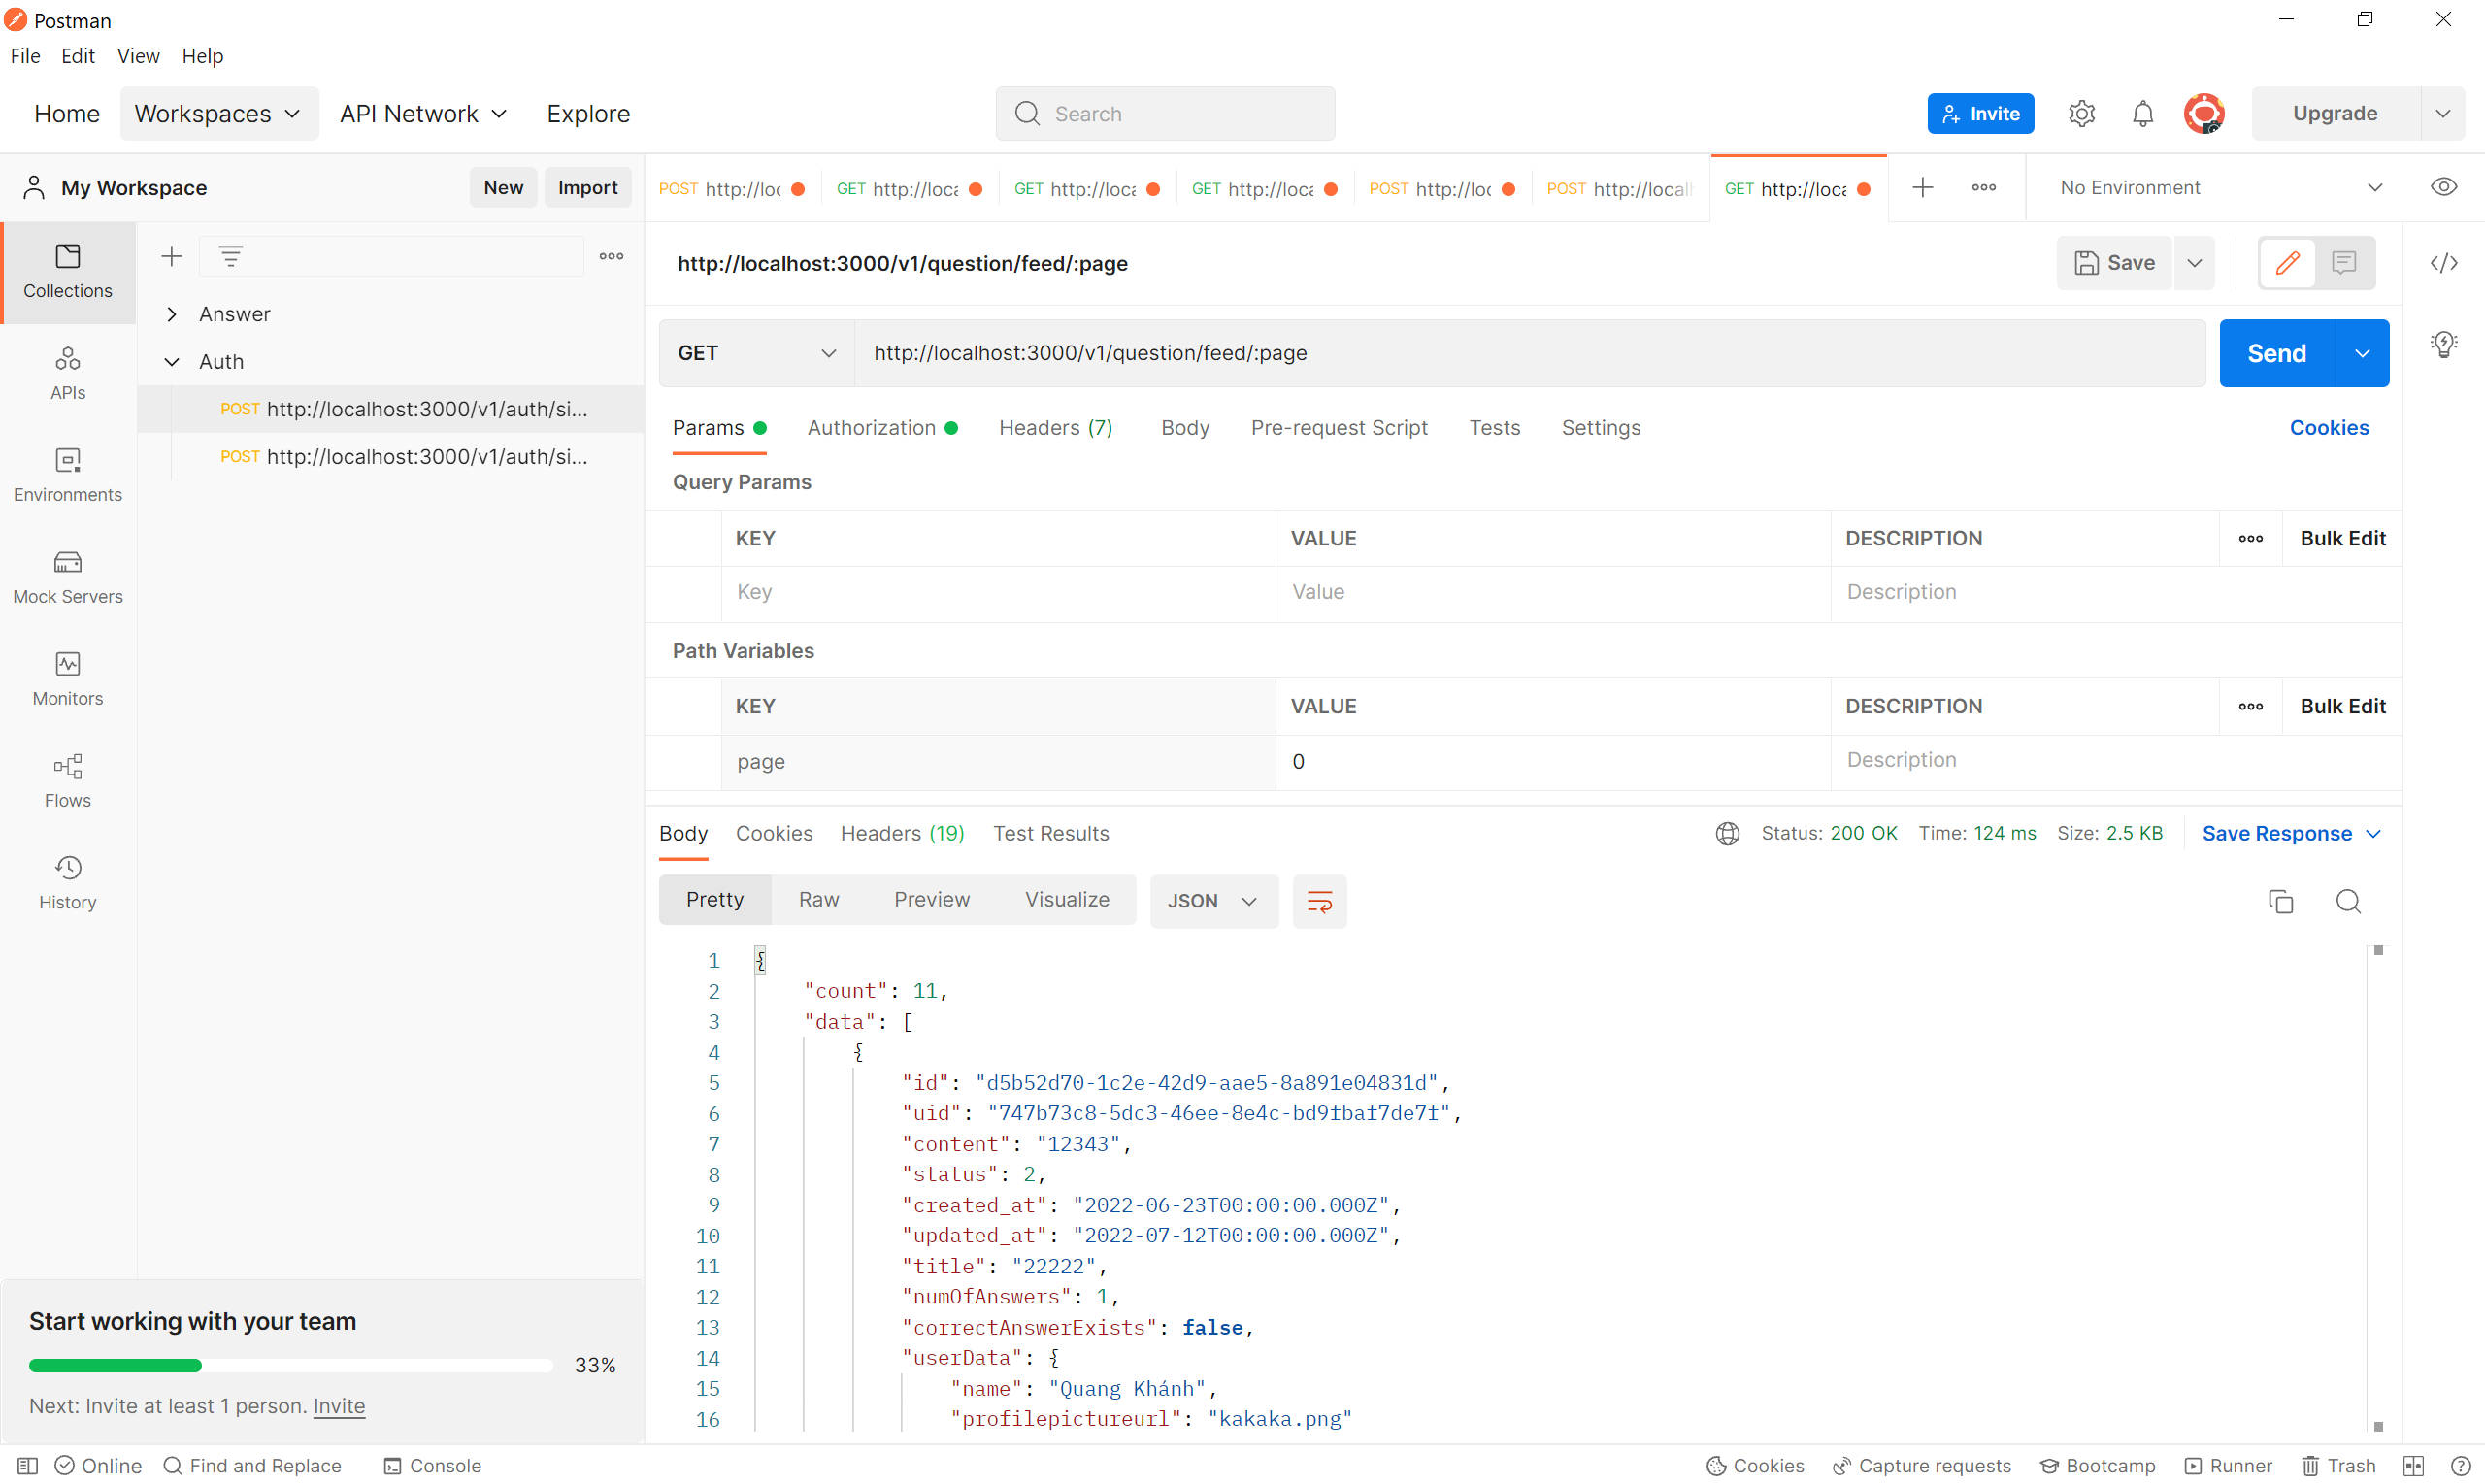 Postman
File Edit View Help
Home Workspaces API Network Explore Search Invite Upgrade
My Workspace New Import
POST http://loc GET http://loca GET http://loca GET http://loca POST http://loc POST http://local GET http://loca No Environment
Collections
APIs
Environments
Mock Servers
Monitors
Flows
History
Answer
Auth
POST http://localhost:3000/v1/auth/si...
POST http://localhost:3000/v1/auth/si...
http://localhost:3000/v1/question/feed/:page Save
GET http://localhost:3000/v1/question/feed/:page Send
Params Authorization Headers (7) Body Pre-request Script Tests Settings Cookies
Query Params
KEY VALUE DESCRIPTION Bulk Edit
Key Value Description
Path Variables
KEY VALUE DESCRIPTION Bulk Edit
page 0 Description
Body Cookies Headers (19) Test Results Status: 200 OK Time: 124 ms Size: 2.5 KB Save Response
Pretty Raw Preview Visualize JSON
1 {
2 "count": 11,
3 "data": [
4 {
5 "id": "d5b52d70-1c2e-42d9-aae5-8a891e04831d",
6 "uid": "747b73c8-5dc3-46ee-8e4c-bd9fbaf7de7f",
7 "content": "12343",
8 "status": 2,
9 "created_at": "2022-06-23T00:00:00.000Z",
10 "updated_at": "2022-07-12T00:00:00.000Z",
11 "title": "22222",
12 "numOfAnswers": 1,
13 "correctAnswerExists": false,
14 "userData": {
15 "name": "Quang Khánh",
16 "profilepictureurl": "kakaka.png"
Start working with your team
33%
Next: Invite at least 1 person. Invite
Online Find and Replace Console Cookies Capture requests Bootcamp Runner Trash